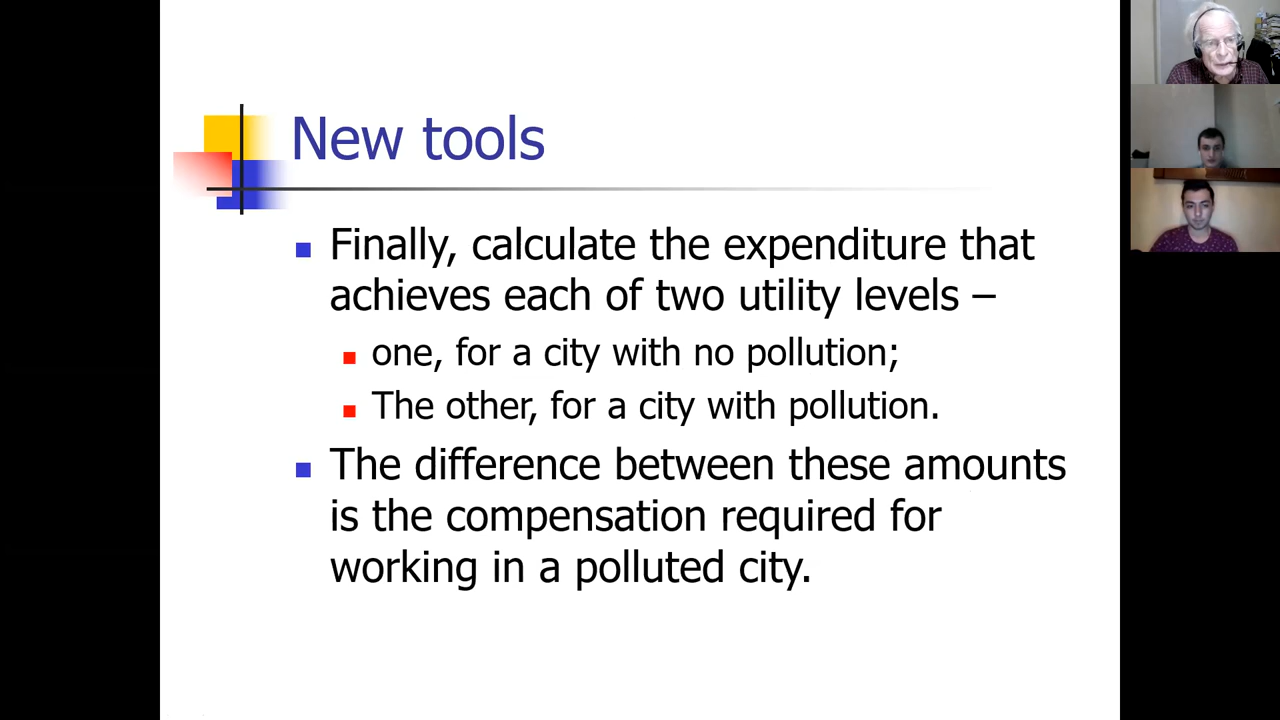 New tools
Finally, calculate the expenditure that
achieves each of two utility levels –
one, for a city with no pollution;
The other, for a city with pollution.
The difference between these amounts
is the compensation required for
working in a polluted city.